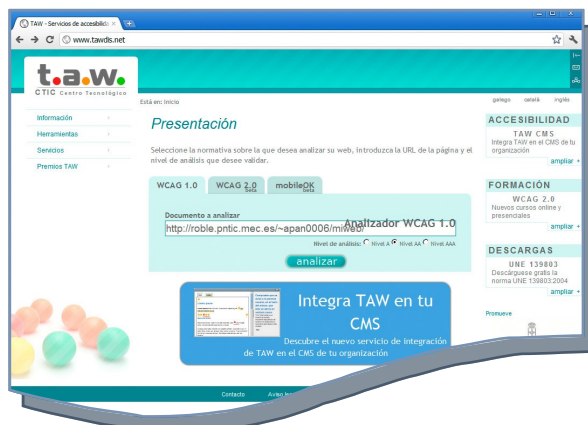 TAW - Servicios de accesibilida
www.tawdis.net
t.a.w.
CTIC Centro Tecnológico
Información
Herramientas
Servicios
Premios TAW
Está en: Inicio
galego català inglés
Presentación
Seleccione la normativa sobre la que desea analizar su web, introduzca la URL de la página y el
nivel de análisis que desee validar.
WCAG 1.0 WCAG 2.0 beta mobileOK beta
Analizador WCAG 1.0
Documento a analizar
http://roble.pntic.mec.es/~apan0006/miweb/
Nivel de análisis: Nivel A Nivel AA Nivel AAA
analizar
Integra TAW en tu
CMS
Descubre el nuevo servicio de integración
de TAW en el CMS de tu organización
ACCESIBILIDAD
TAW CMS
Integra TAW en el CMS de tu
organización
ampliar +
FORMACIÓN
WCAG 2.0
Nuevos cursos online y
presenciales
ampliar +
DESCARGAS
UNE 139803
Descárguese gratis la
norma UNE 139803:2004
ampliar +
Promueve
Contacto Aviso